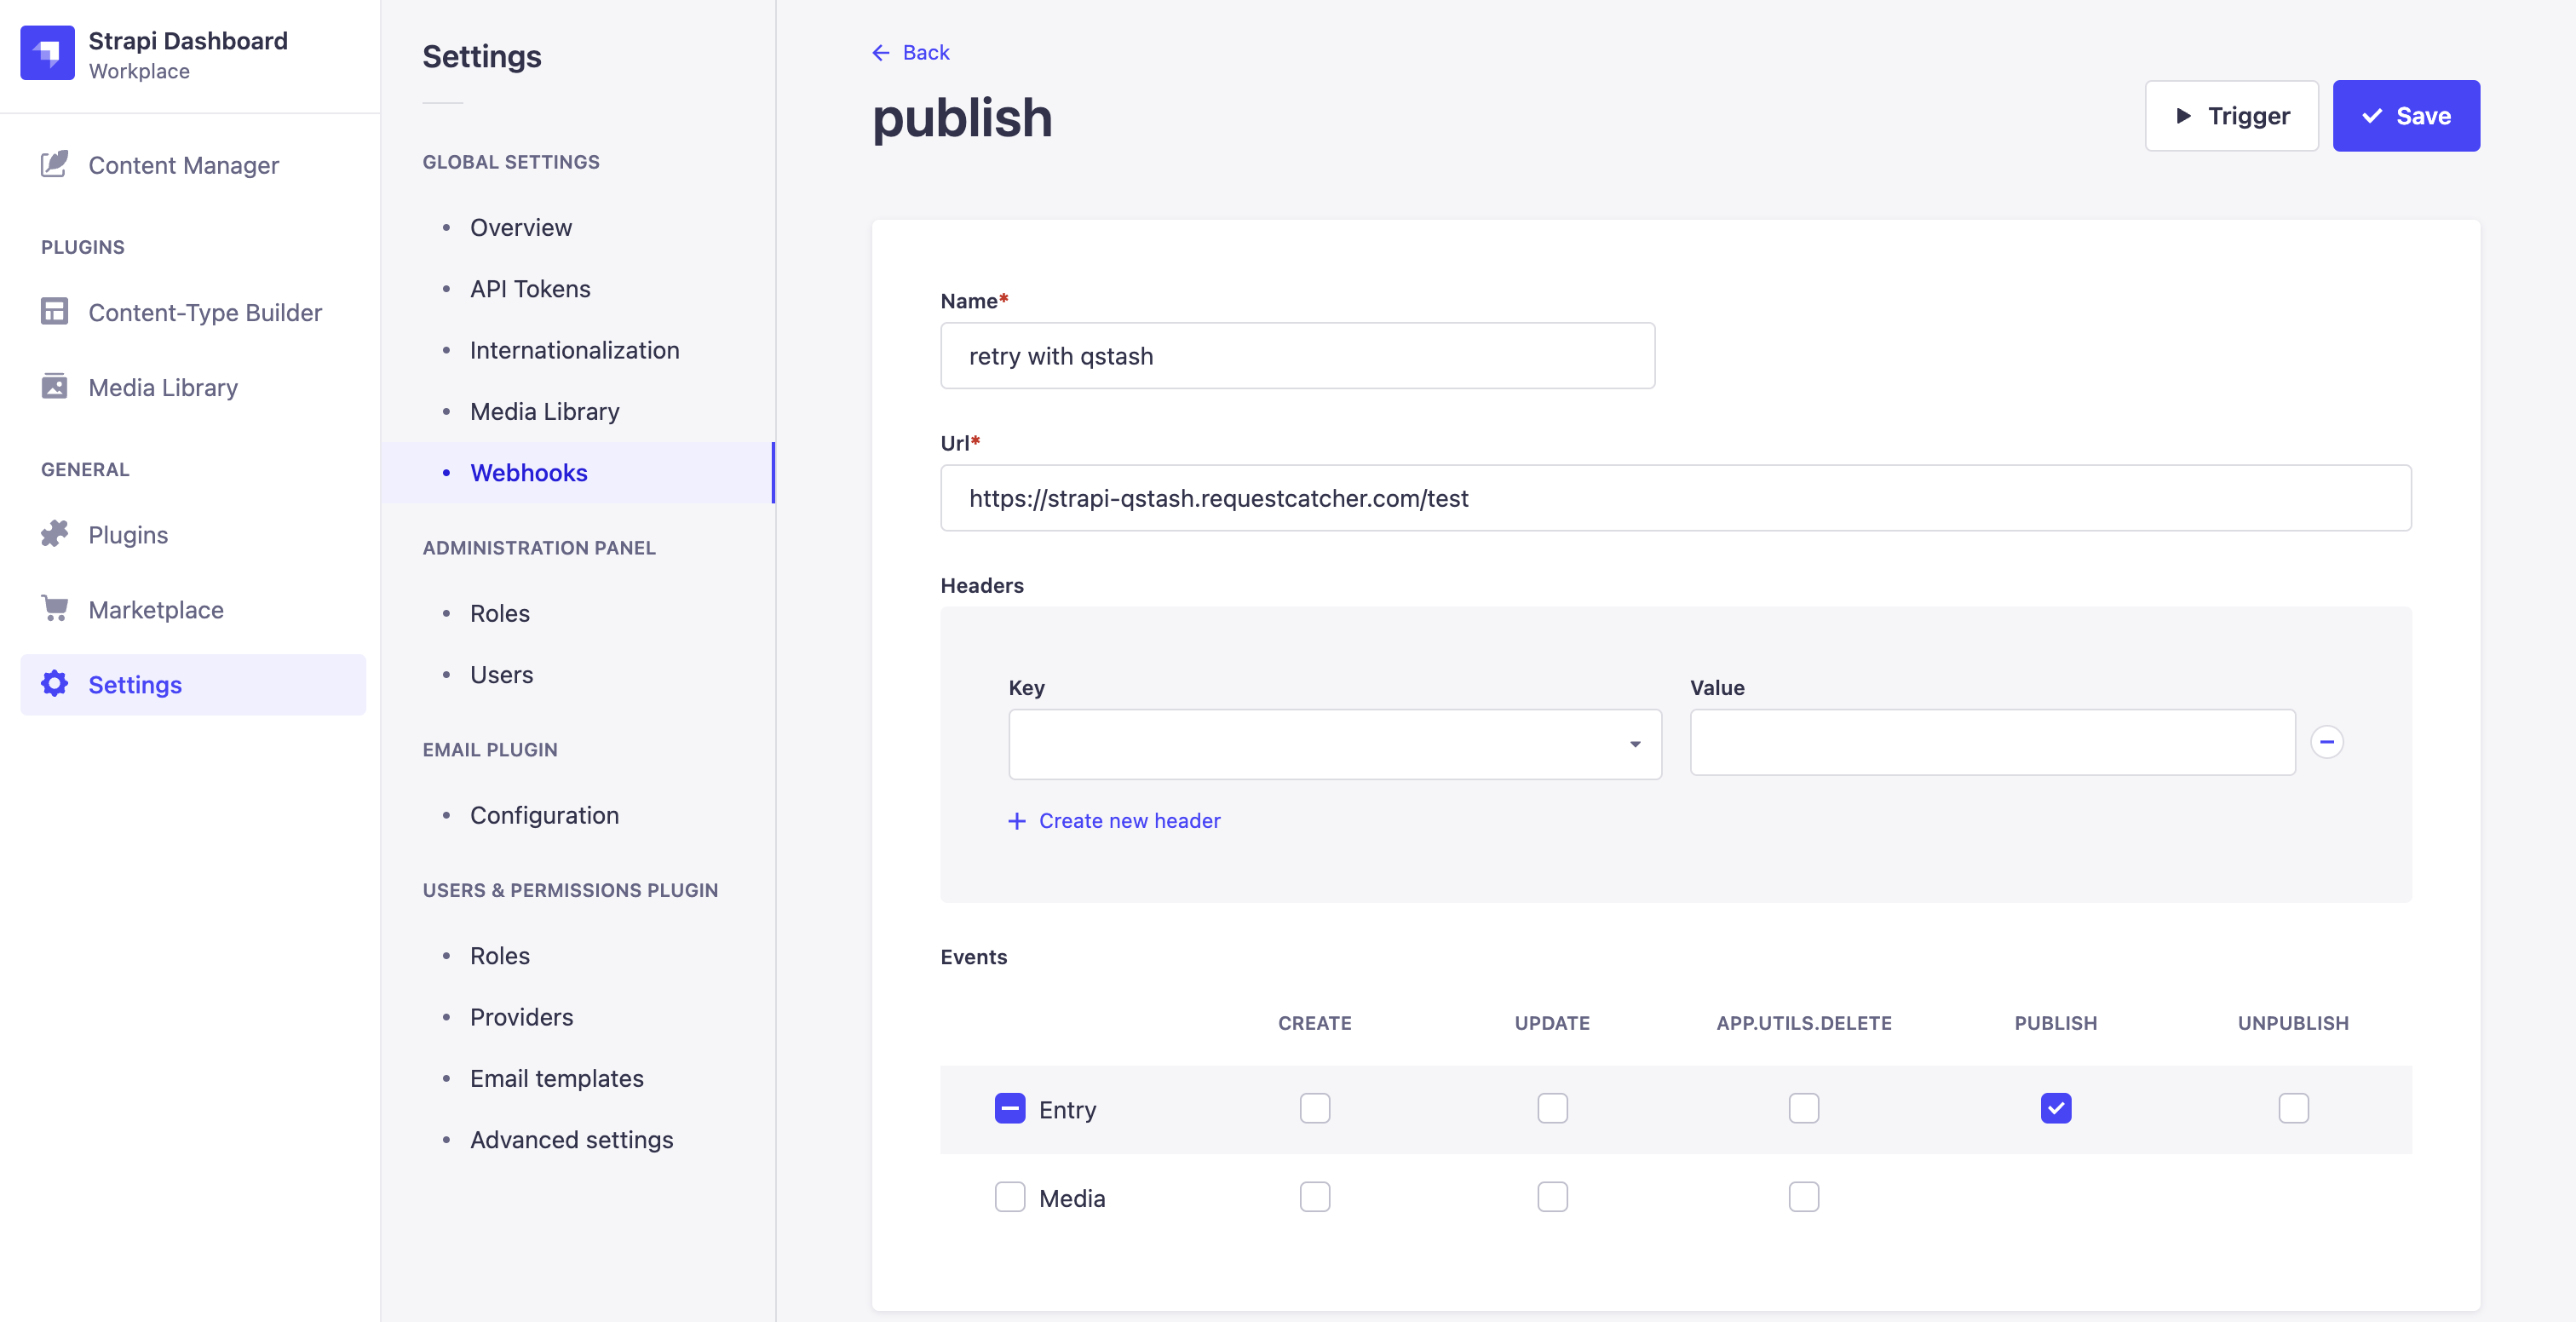 Strapi Dashboard
Workplace
Content Manager
PLUGINS
Content-Type Builder
Media Library
GENERAL
Plugins
Marketplace
Settings
Settings
GLOBAL SETTINGS
Overview
API Tokens
Internationalization
Media Library
Webhooks
ADMINISTRATION PANEL
Roles
Users
EMAIL PLUGIN
Configuration
USERS & PERMISSIONS PLUGIN
Roles
Providers
Email templates
Advanced settings
Back
publish
Trigger
Save
Name*
retry with qstash
Url*
https://strapi-qstash.requestcatcher.com/test
Headers
Key Value
Create new header
Events
CREATE UPDATE APP.UTILS.DELETE PUBLISH UNPUBLISH
Entry
Media